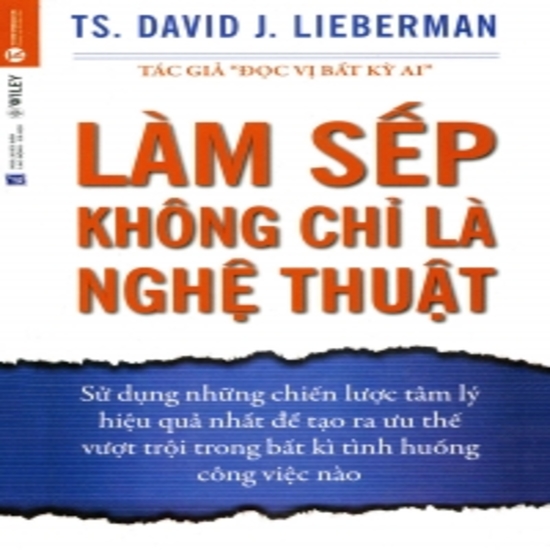 TS. DAVID J. LIEBERMAN
TÁC GIẢ "ĐỌC VỊ BẤT KỲ AI"
LÀM SẾP
KHÔNG CHỈ LÀ
NGHỆ THUẬT
Sử dụng những chiến lược tâm lý
hiệu quả nhất để tạo ra ưu thế
vượt trội trong bất kì tình huống
công việc nào
WILEY